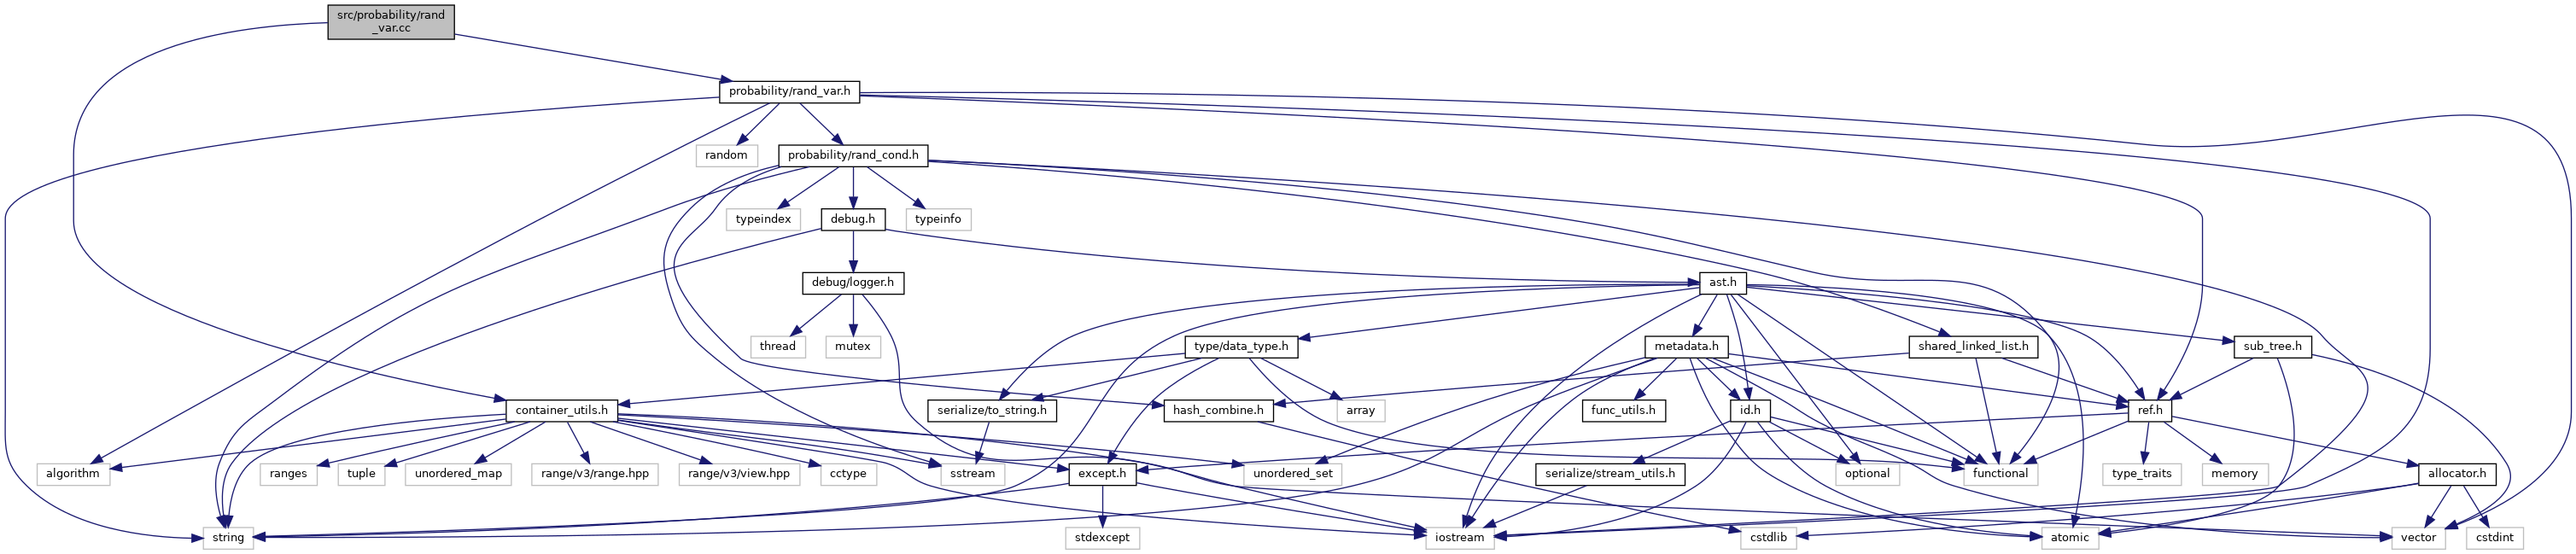 src/probability/rand
_var.cc
probability/rand_var.h
random
probability/rand_cond.h
typeindex
debug.h
typeinfo
debug/logger.h
ast.h
thread
mutex
type/data_type.h
metadata.h
shared_linked_list.h
sub_tree.h
container_utils.h
serialize/to_string.h
hash_combine.h
array
func_utils.h
id.h
ref.h
algorithm
ranges
tuple
unordered_map
range/v3/range.hpp
range/v3/view.hpp
cctype
sstream
except.h
unordered_set
serialize/stream_utils.h
optional
functional
type_traits
memory
allocator.h
string
stdexcept
iostream
cstdlib
atomic
vector
cstdint